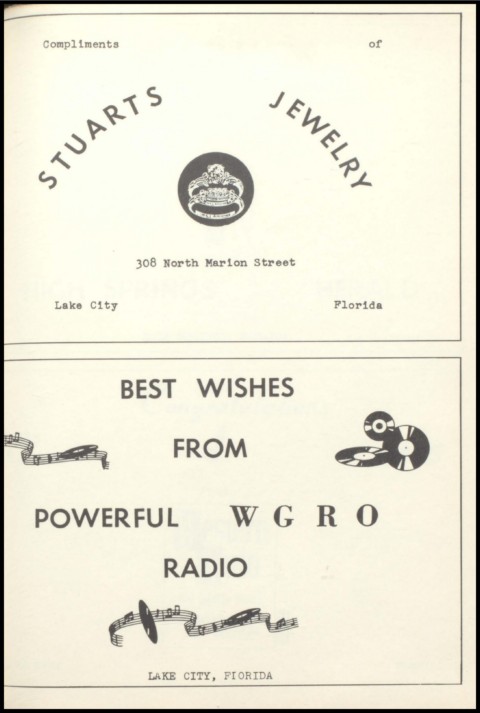 Compliments of
STUARTS JEWELRY
308 North Marion Street
Lake City Florida
BEST WISHES
FROM
POWERFUL WGRO
RADIO
LAKE CITY, FLORIDA